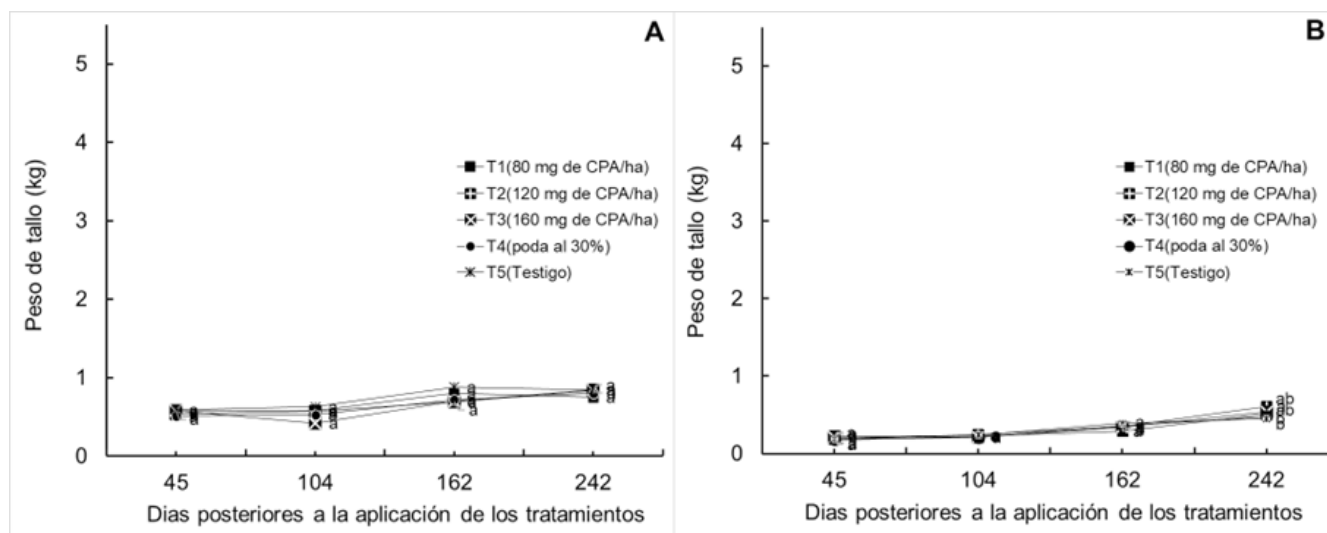 A
Peso de tallo (kg)
5
4
3
2
1
0
T1(80 mg de CPA/ha)
T2(120 mg de CPA/ha)
T3(160 mg de CPA/ha)
T4(poda al 30%)
T5(Testigo)
45 104 162 242
Dias posteriores a la aplicación de los tratamientos
B
Peso de tallo (kg)
5
4
3
2
1
0
T1(80 mg de CPA/ha)
T2(120 mg de CPA/ha)
T3(160 mg de CPA/ha)
T4(poda al 30%)
T5(Testigo)
ab
45 104 162 242
Dias posteriores a la aplicación de los tratamientos